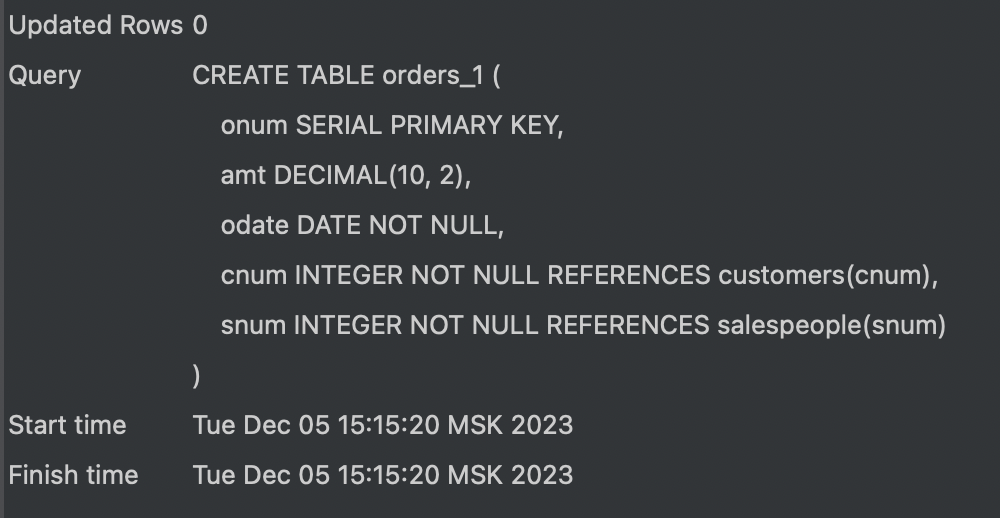 Updated Rows 0
Query CREATE TABLE orders_1 (
onum SERIAL PRIMARY KEY,
amt DECIMAL(10, 2),
odate DATE NOT NULL,
cnum INTEGER NOT NULL REFERENCES customers(cnum),
snum INTEGER NOT NULL REFERENCES salespeople(snum)
)
Start time Tue Dec 05 15:15:20 MSK 2023
Finish time Tue Dec 05 15:15:20 MSK 2023